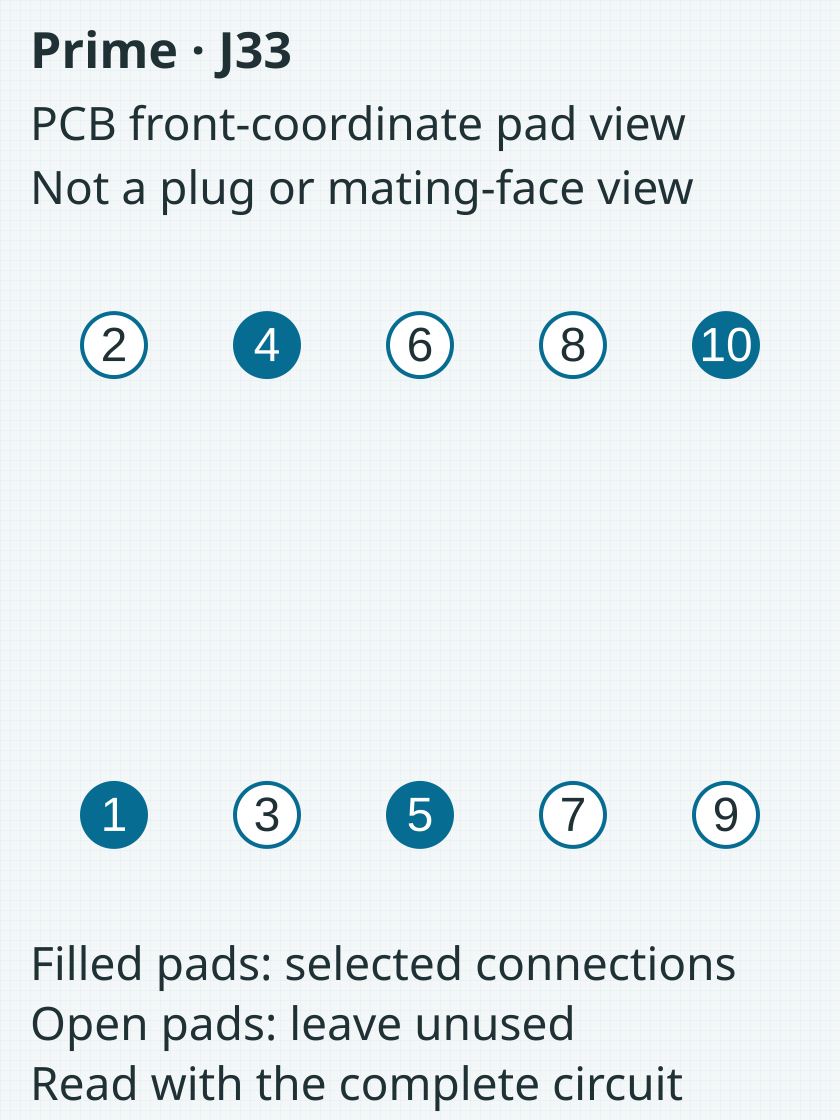 Prime · J33
PCB front-coordinate pad view
Not a plug or mating-face view
2 4 6 8 10
1 3 5 7 9
Filled pads: selected connections
Open pads: leave unused
Read with the complete circuit